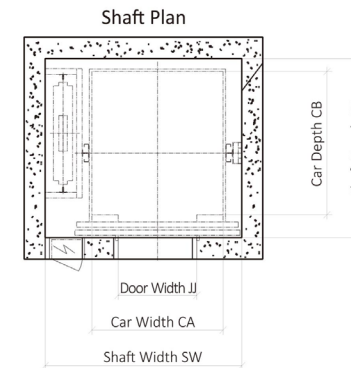 Shaft Plan
Car Depth CB
Door Width JJ
Car Width CA
Shaft Width SW